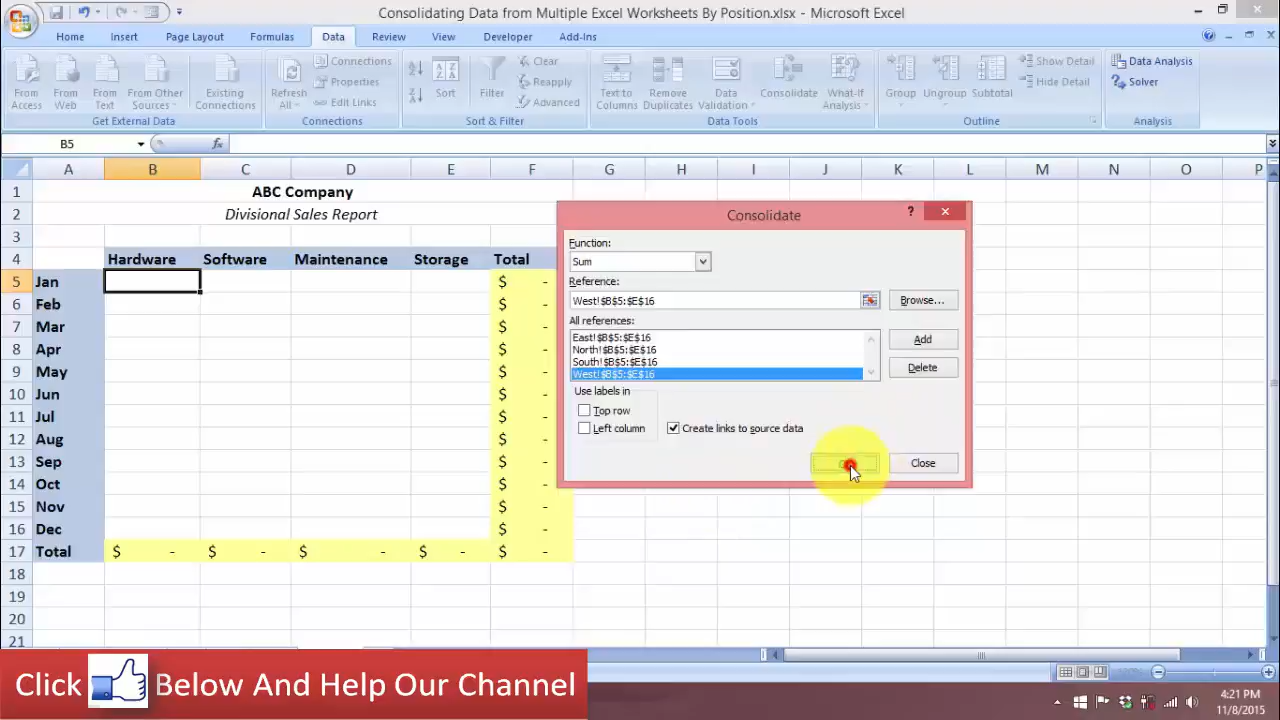 Consolidating Data from Multiple Excel Worksheets By Position.xlsx - Microsoft Excel
Home Insert Page Layout Formulas Data Review View Developer Add-Ins
From Access
From Web
From Text
From Other Sources
Existing Connections
Get External Data
Refresh All
Connections
Properties
Edit Links
Connections
Sort
Filter
Clear
Reapply
Advanced
Sort & Filter
Text to Columns
Remove Duplicates
Data Validation
Consolidate
What-If Analysis
Data Tools
Group
Ungroup
Subtotal
Show Detail
Hide Detail
Outline
Data Analysis
Solver
Analysis
B5 fx
A B C D E F G H I J K L M N O P
1 ABC Company
2 Divisional Sales Report
3
4 Hardware Software Maintenance Storage Total
5 Jan $ -
6 Feb $ -
7 Mar $ -
8 Apr $ -
9 May $ -
10 Jun $ -
11 Jul $ -
12 Aug $ -
13 Sep $ -
14 Oct $ -
15 Nov $ -
16 Dec $ -
17 Total $ - $ - $ - $ - $ -
18
19
20
21
Consolidate
?
Function:
Sum
Reference:
West!$B$5:$E$16
Browse...
All references:
East!$B$5:$E$16
North!$B$5:$E$16
South!$B$5:$E$16
West!$B$5:$E$16
Add
Delete
Use labels in
Top row
Left column
Create links to source data
Close
Click Below And Help Our Channel
4:21 PM
11/8/2015